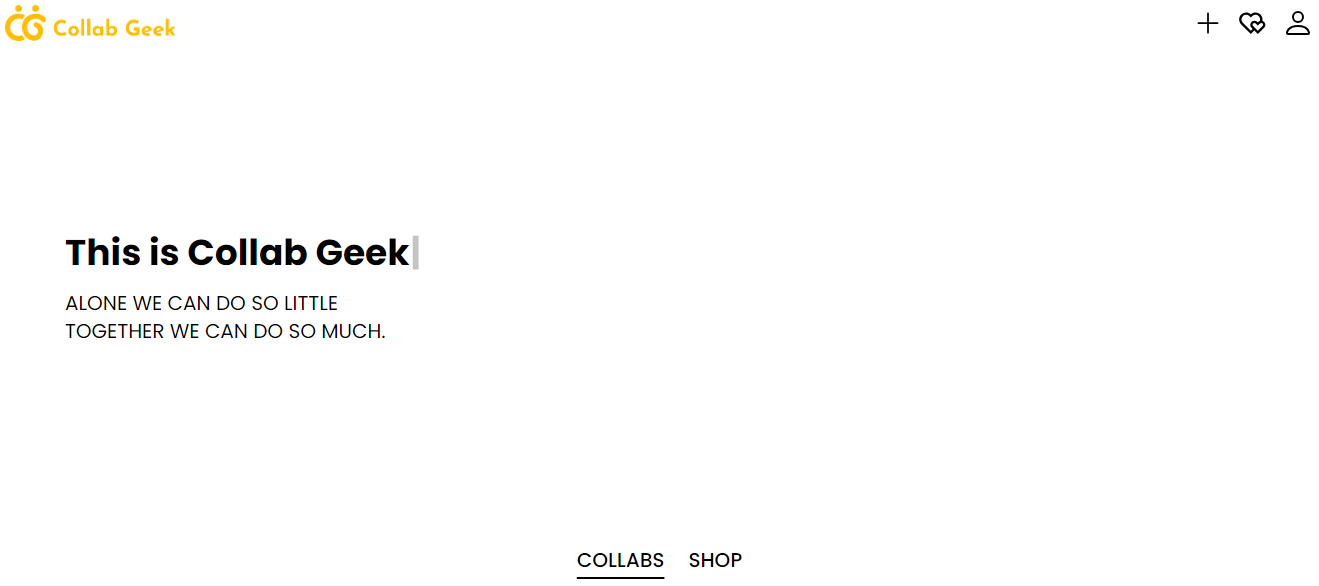 Collab Geek
This is Collab Geek
ALONE WE CAN DO SO LITTLE
TOGETHER WE CAN DO SO MUCH.
COLLABS SHOP